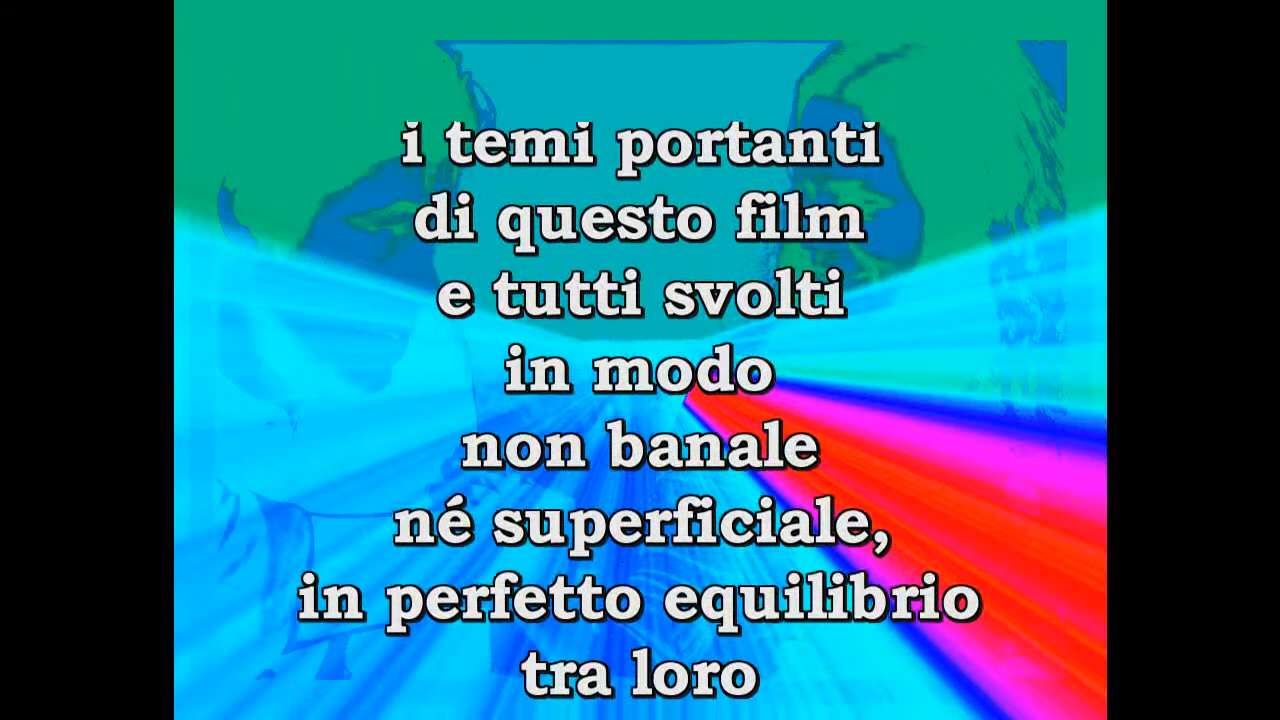 i temi portanti
di questo film
e tutti svolti
in modo
non banale
né superficiale,
in perfetto equilibrio
tra loro